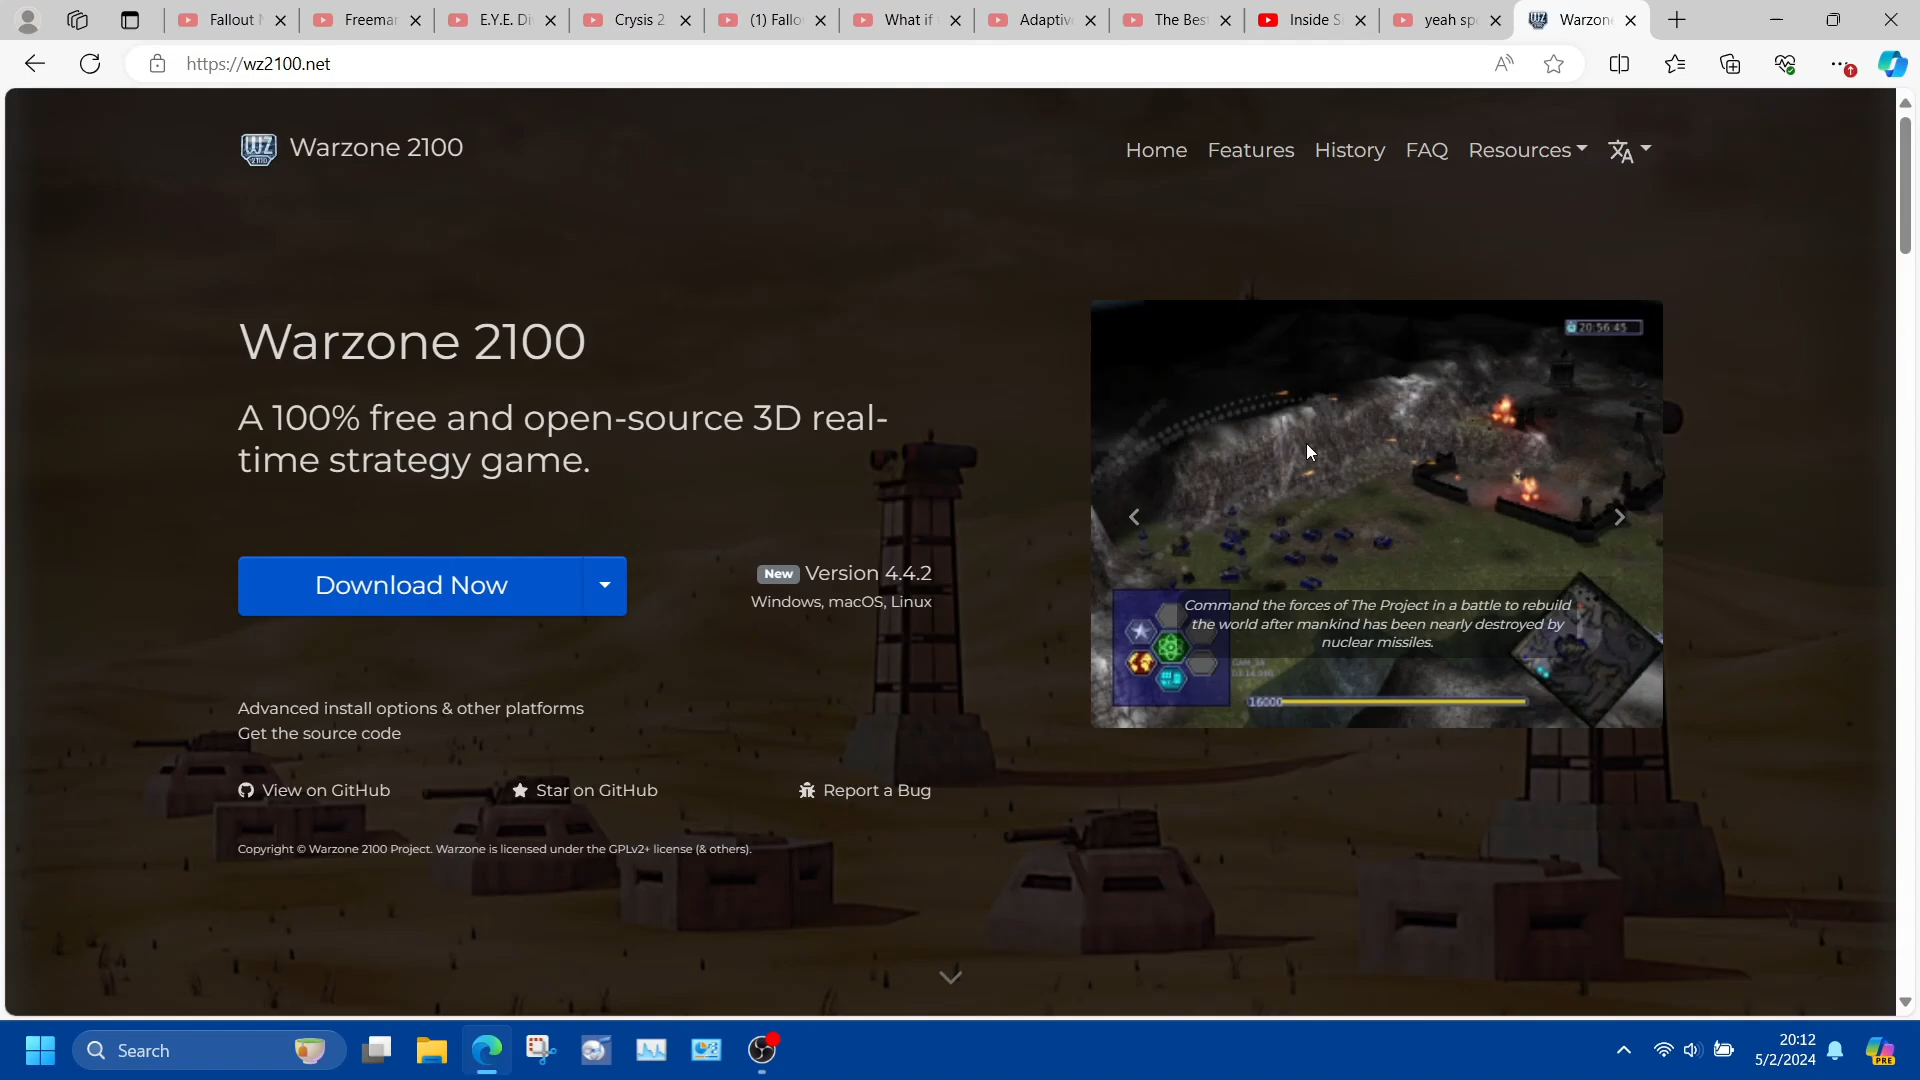 Fallout
Freemar
E.Y.E. Di
Crysis 2
(1) Fallo
What if
Adaptiv
The Bes
Inside S
yeah sp
Warzone
https://wz2100.net
WZ
2100
Warzone 2100
Home Features History FAQ Resources
Warzone 2100
A 100% free and open-source 3D real-
time strategy game.
Download Now
New Version 4.4.2
Windows, macOS, Linux
20:56:45
Command the forces of The Project in a battle to rebuild
the world after mankind has been nearly destroyed by
nuclear missiles.
16000
Advanced install options & other platforms
Get the source code
View on GitHub Star on GitHub Report a Bug
Copyright © Warzone 2100 Project. Warzone is licensed under the GPLv2+ license (& others).
Search
20:12
5/2/2024
PRE